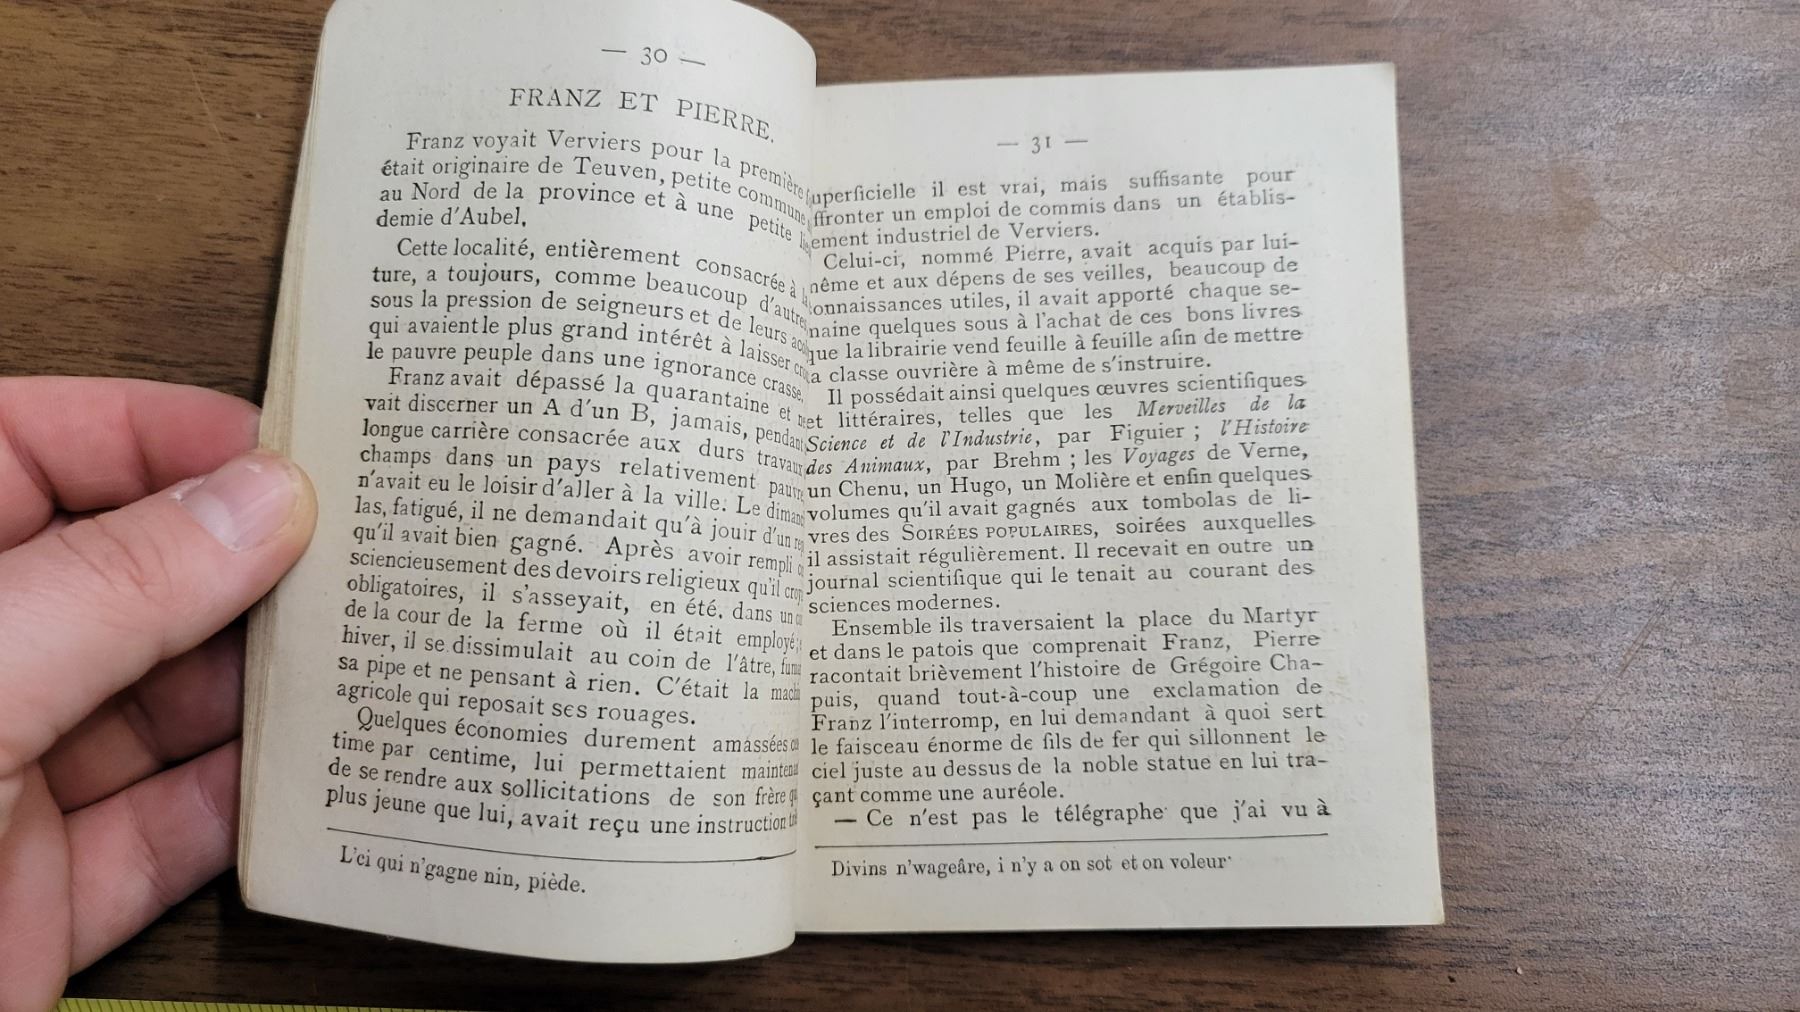 — 30 —
FRANZ ET PIERRE.
Franz voyait Verviers pour la première
était originaire de Teuven, petite commune
au Nord de la province et à une petite
demie d'Aubel,
Cette localité, entièrement consacrée à
ture, a toujours, comme beaucoup d'autres
sous la pression de seigneurs et de leurs
qui avaient le plus grand intérêt à laisser
le pauvre peuple dans une ignorance crasse.
Franz avait dépassé la quarantaine et
vait discerner un A d'un B, jamais, pendant
longue carrière consacrée aux durs travaux
champs dans un pays relativement pauvre
n'avait eu le loisir d'aller à la ville. Le
las, fatigué, il ne demandait qu'à jouir d'un
qu'il avait bien gagné. Après avoir rempli
sciencieusement des devoirs religieux qu'il
obligatoires, il s'asseyait, en été, dans un
de la cour de la ferme où il était employé;
hiver, il se dissimulait au coin de l'âtre,
sa pipe et ne pensant à rien. C'était la
agricole qui reposait ses rouages.
Quelques économies durement amassées
time par centime, lui permettaient
de se rendre aux sollicitations de son frère
plus jeune que lui, avait reçu une instruction
L'ci qui n'gagne nin, piède.
— 31 —
uperficielle il est vrai, mais suffisante pour
ffronter un emploi de commis dans un établis-
ement industriel de Verviers.
Celui-ci, nommé Pierre, avait acquis par lui-
nême et aux dépens de ses veilles, beaucoup de
onnaissances utiles, il avait apporté chaque se-
naine quelques sous à l'achat de ces bons livres
que la librairie vend feuille à feuille afin de mettre
a classe ouvrière à même de s'instruire.
Il possédait ainsi quelques œuvres scientifiques
et littéraires, telles que les Merveilles de la
Science et de l'Industrie, par Figuier ; l'Histoire
des Animaux, par Brehm ; les Voyages de Verne,
un Chenu, un Hugo, un Molière et enfin quelques
volumes qu'il avait gagnés aux tombolas de li-
vres des SOIRÉES POPULAIRES, soirées auxquelles
il assistait régulièrement. Il recevait en outre un
journal scientifique qui le tenait au courant des
sciences modernes.
Ensemble ils traversaient la place du Martyr
et dans le patois que comprenait Franz, Pierre
racontait brièvement l'histoire de Grégoire Cha-
puis, quand tout-à-coup une exclamation de
Franz l'interromp, en lui demandant à quoi sert
le faisceau énorme de fils de fer qui sillonnent le
ciel juste au dessus de la noble statue en lui tra-
çant comme une auréole.
— Ce n'est pas le télégraphe que j'ai vu à
Divins n'wageâre, i n'y a on sot et on voleur